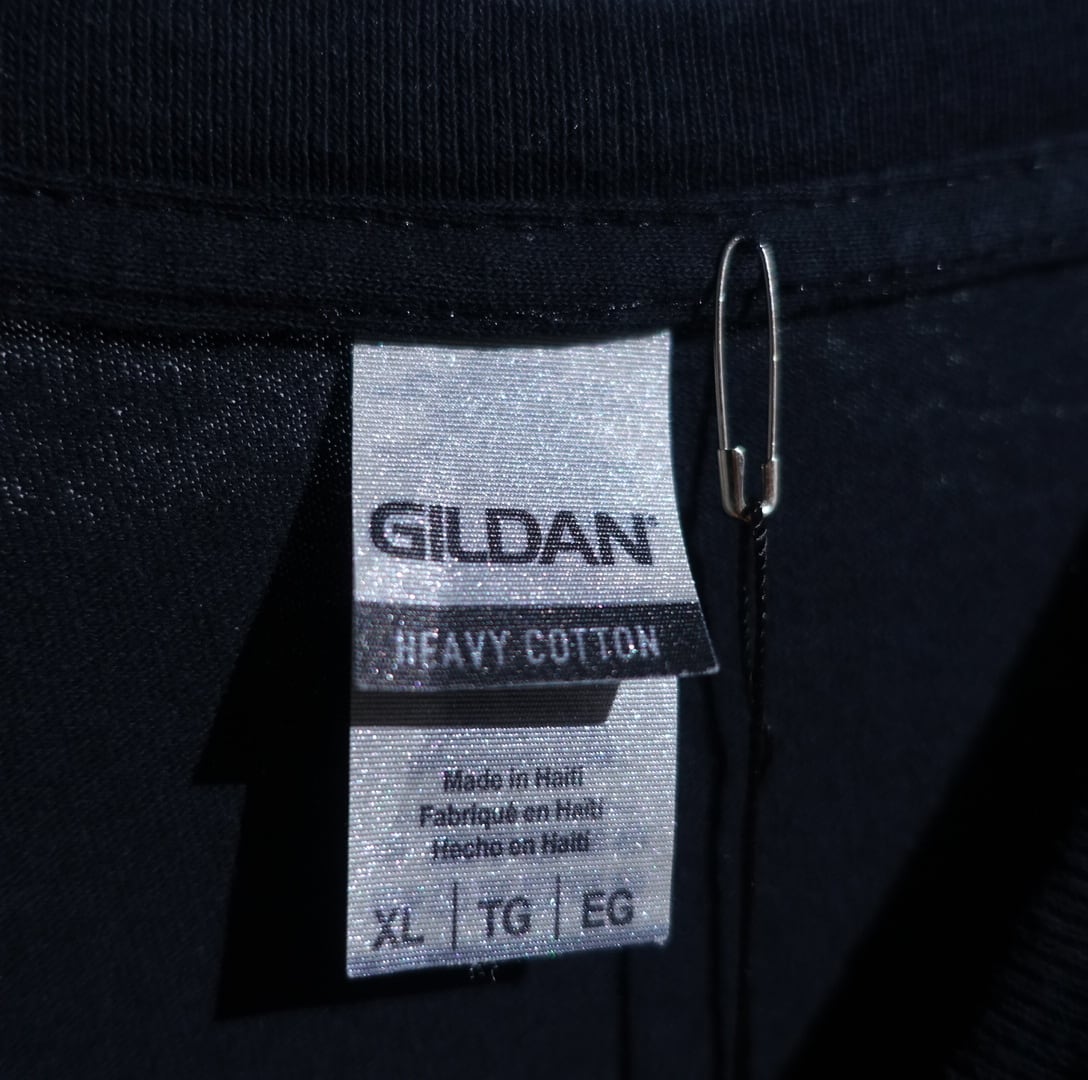 GILDAN
HEAVY COTTON
Made in Haiti
Fabriqué en Haïti
Hecho en Haití
XL | TG | EG